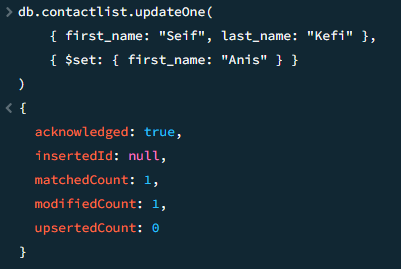 > db.contactlist.updateOne(
{ first_name: "Seif", last_name: "Kefi" },
{ $set: { first_name: "Anis" } }
)
< {
acknowledged: true,
insertedId: null,
matchedCount: 1,
modifiedCount: 1,
upsertedCount: 0
}